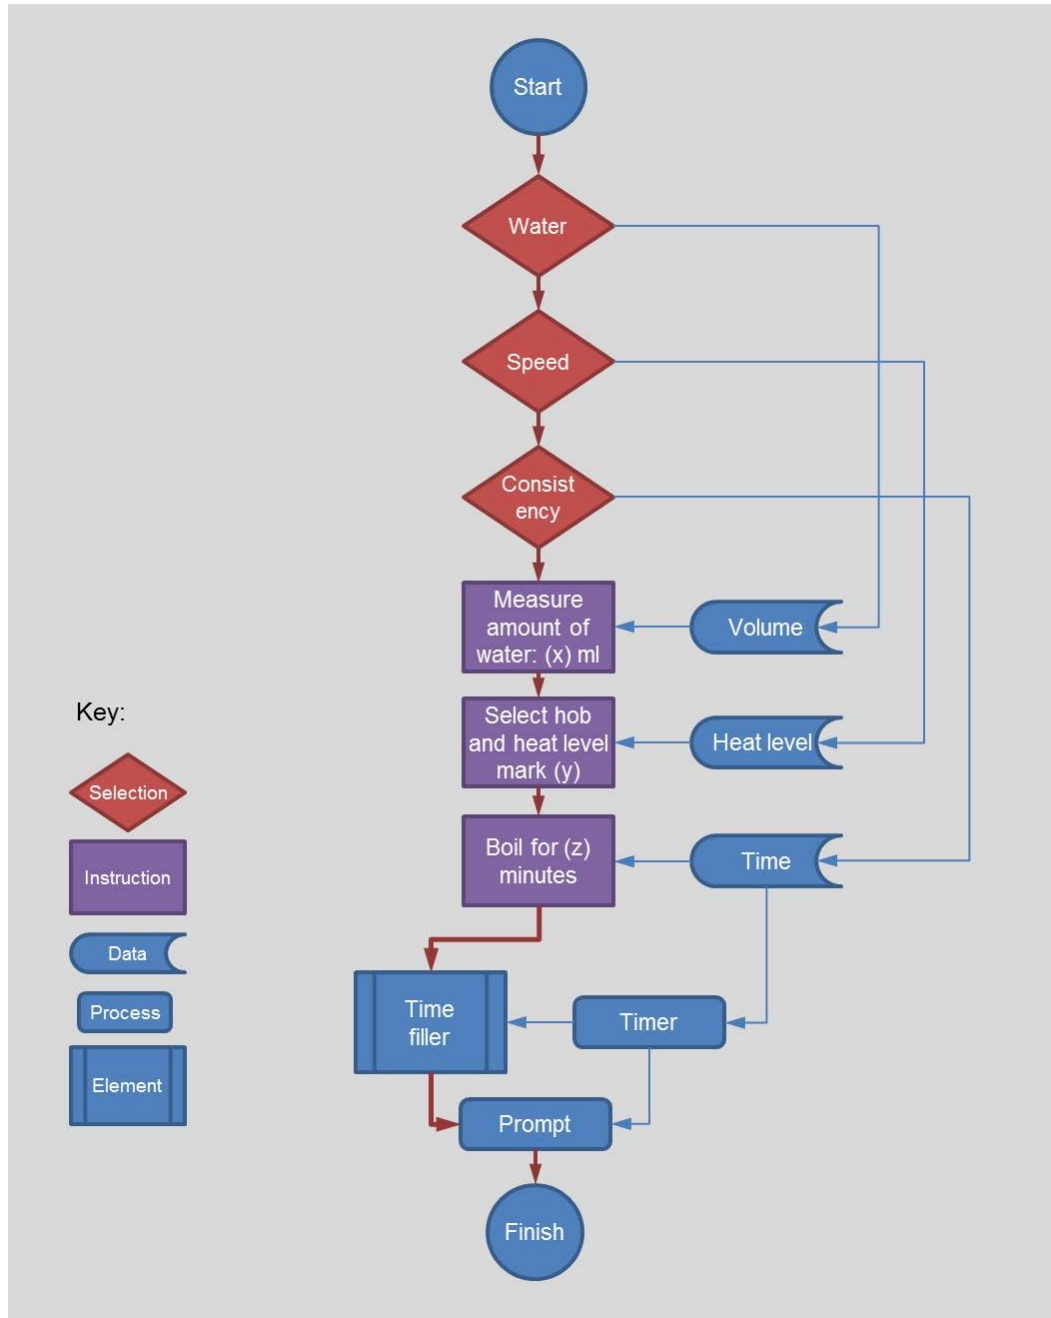 Start
Water
Speed
Consist
ency
Measure
amount of
water: (x) ml
Volume
Select hob
and heat level
mark (y)
Heat level
Boil for (z)
minutes
Time
Time
filler
Timer
Prompt
Finish
Key:
Selection
Instruction
Data
Process
Element